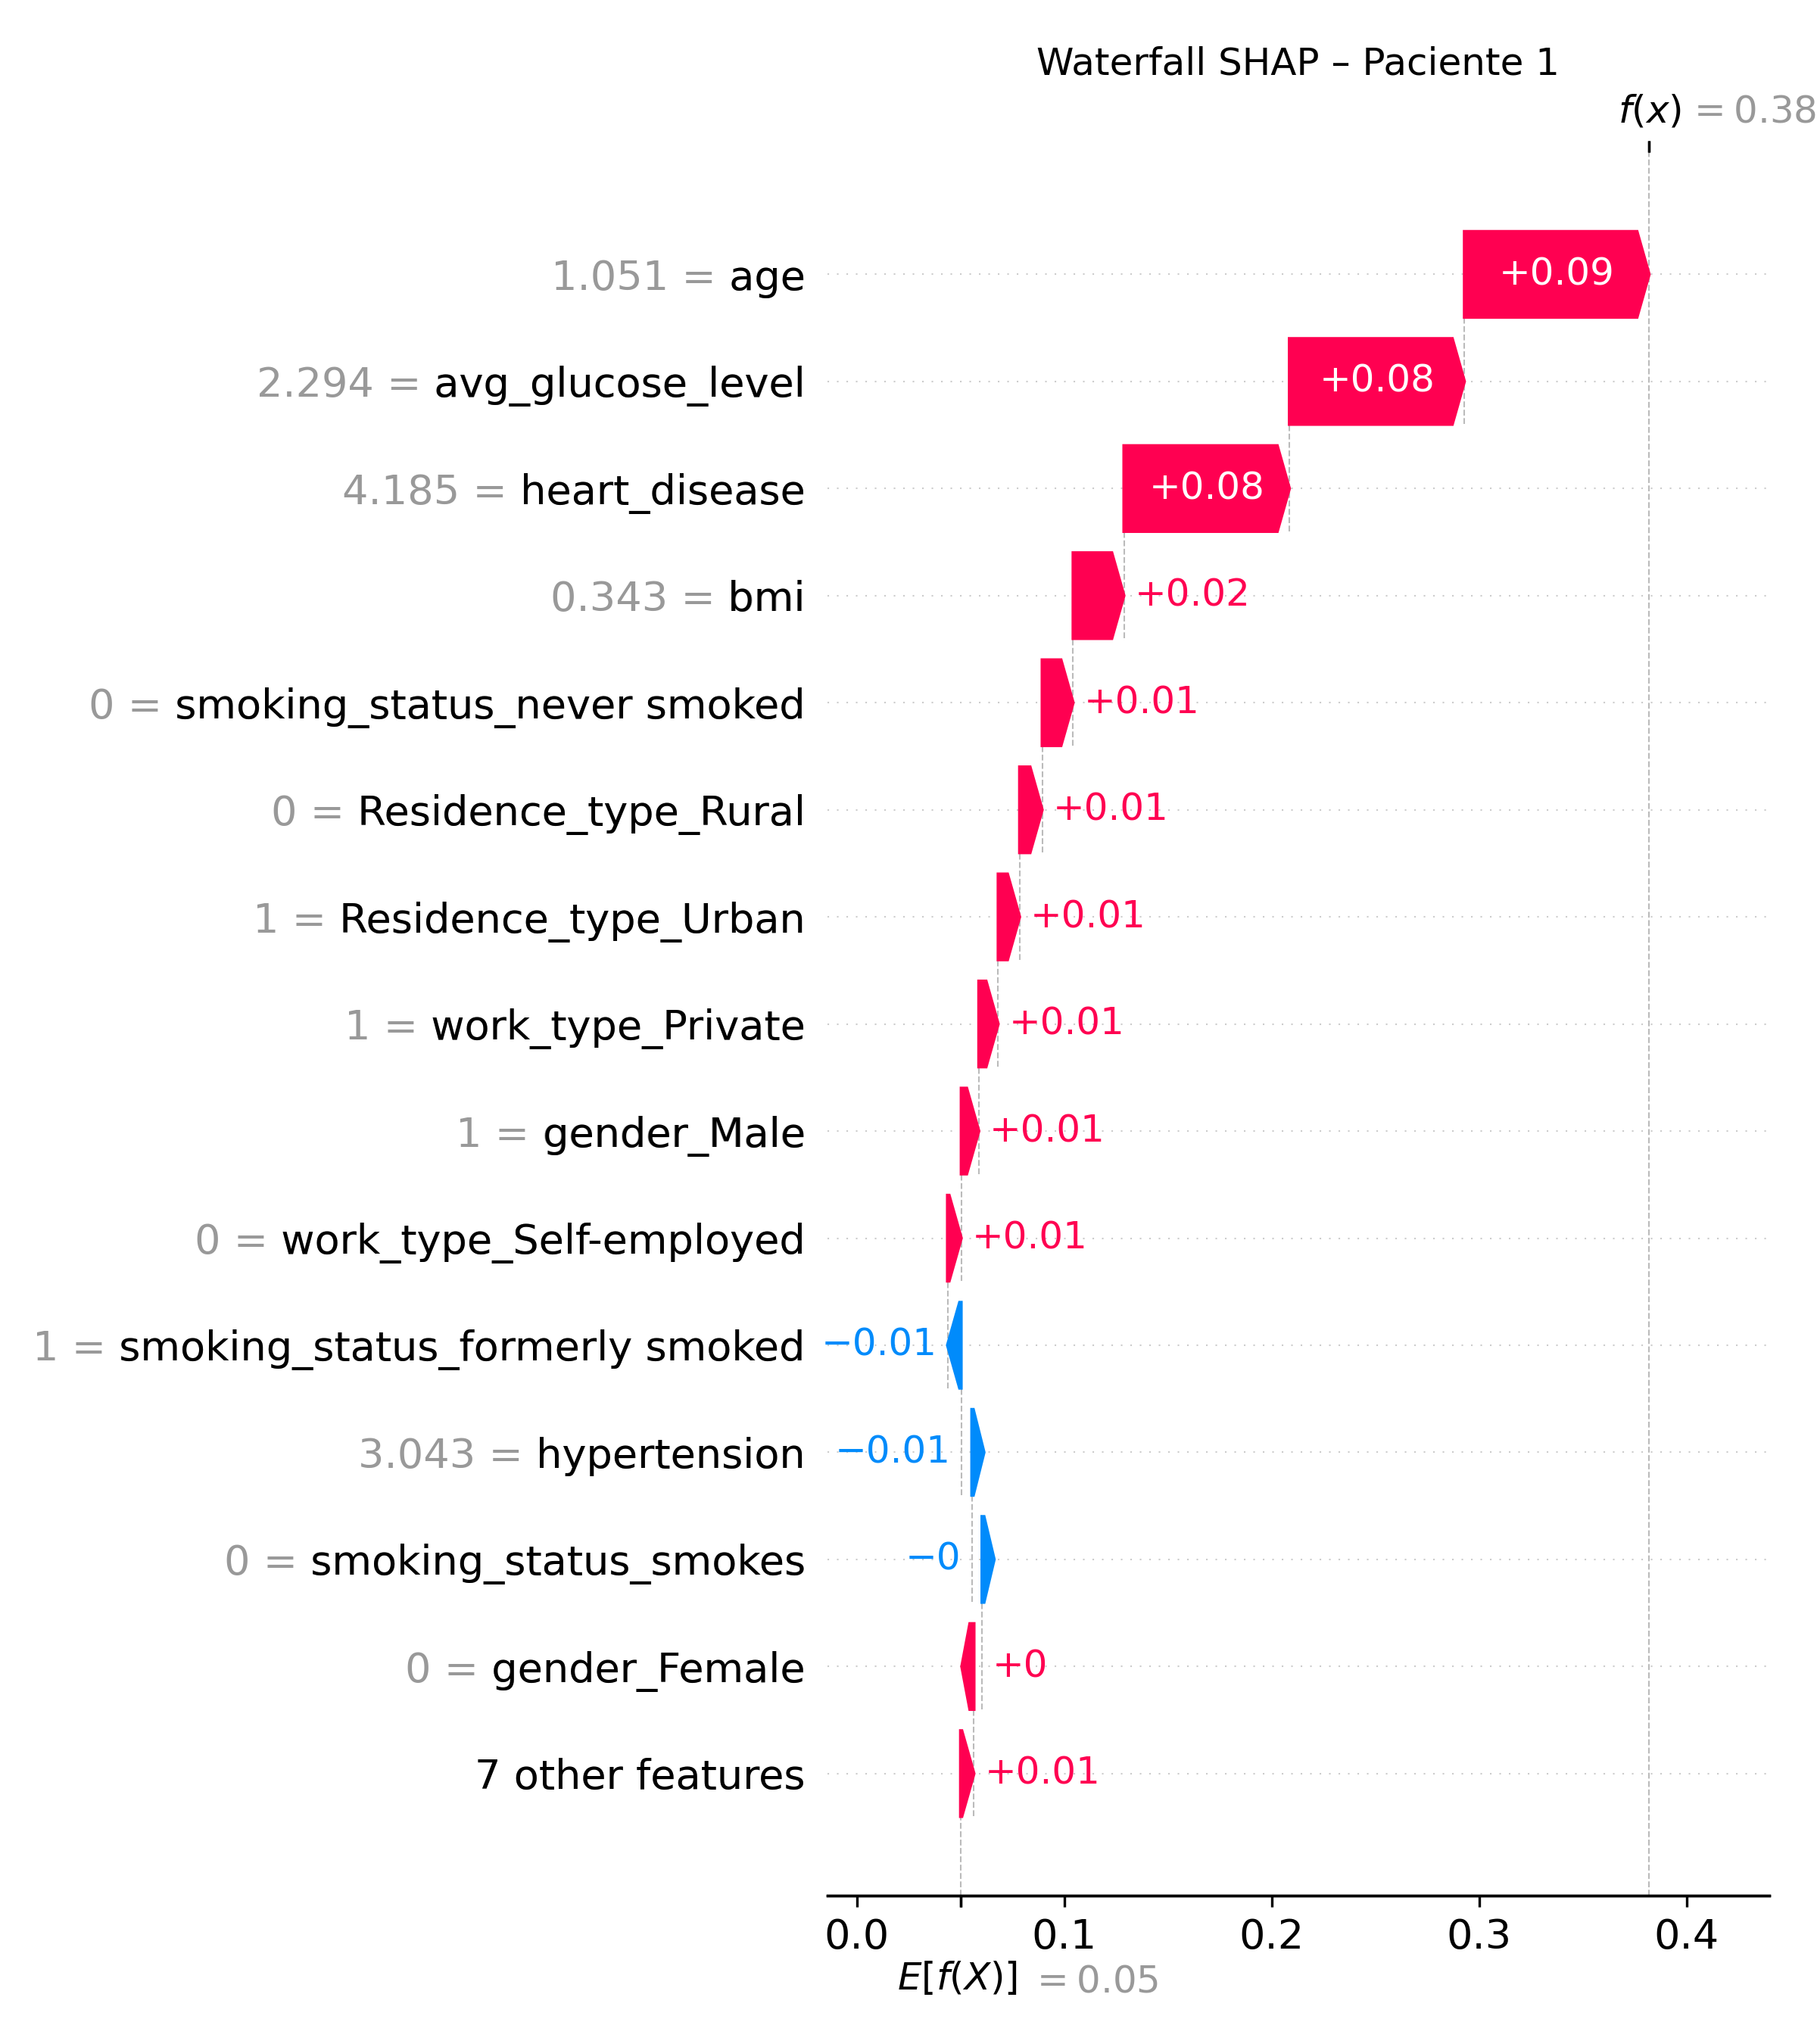 Waterfall SHAP – Paciente 1
f(x) = 0.38
1.051 = age +0.09
2.294 = avg_glucose_level +0.08
4.185 = heart_disease +0.08
0.343 = bmi +0.02
0 = smoking_status_never smoked +0.01
0 = Residence_type_Rural +0.01
1 = Residence_type_Urban +0.01
1 = work_type_Private +0.01
1 = gender_Male +0.01
0 = work_type_Self-employed +0.01
1 = smoking_status_formerly smoked −0.01
3.043 = hypertension −0.01
0 = smoking_status_smokes −0
0 = gender_Female +0
7 other features +0.01
0.0 0.1 0.2 0.3 0.4
E[f(X)] = 0.05